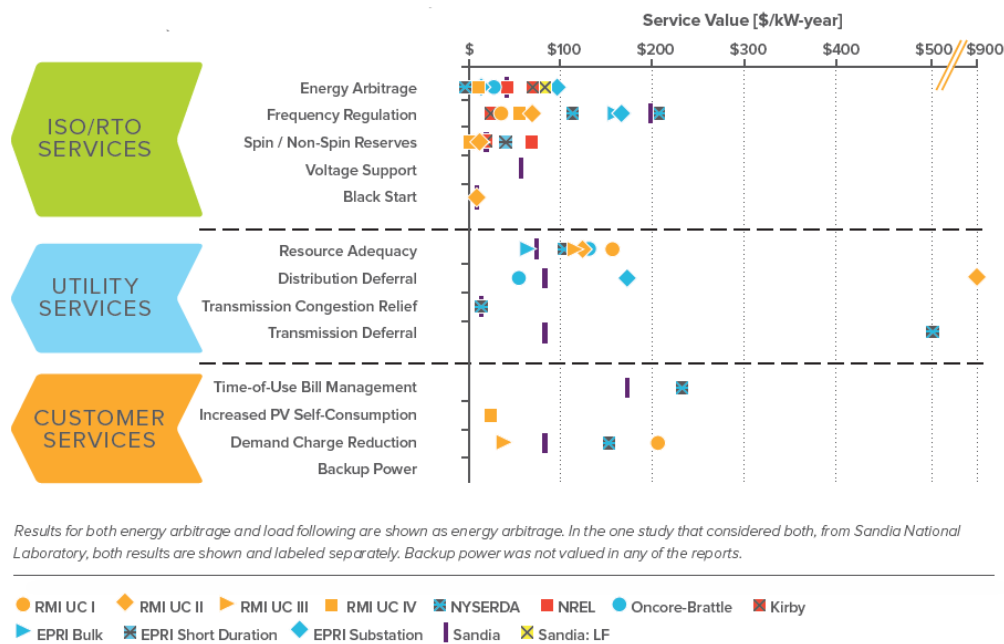 Service Value [$/kW-year]
$ $100 $200 $300 $400 $500 $900
ISO/RTO
SERVICES
Energy Arbitrage
Frequency Regulation
Spin / Non-Spin Reserves
Voltage Support
Black Start
UTILITY
SERVICES
Resource Adequacy
Distribution Deferral
Transmission Congestion Relief
Transmission Deferral
CUSTOMER
SERVICES
Time-of-Use Bill Management
Increased PV Self-Consumption
Demand Charge Reduction
Backup Power
Results for both energy arbitrage and load following are shown as energy arbitrage. In the one study that considered both, from Sandia National
Laboratory, both results are shown and labeled separately. Backup power was not valued in any of the reports.
RMI UC I RMI UC II RMI UC III RMI UC IV NYSERDA NREL Oncore-Brattle Kirby
EPRI Bulk EPRI Short Duration EPRI Substation Sandia Sandia: LF